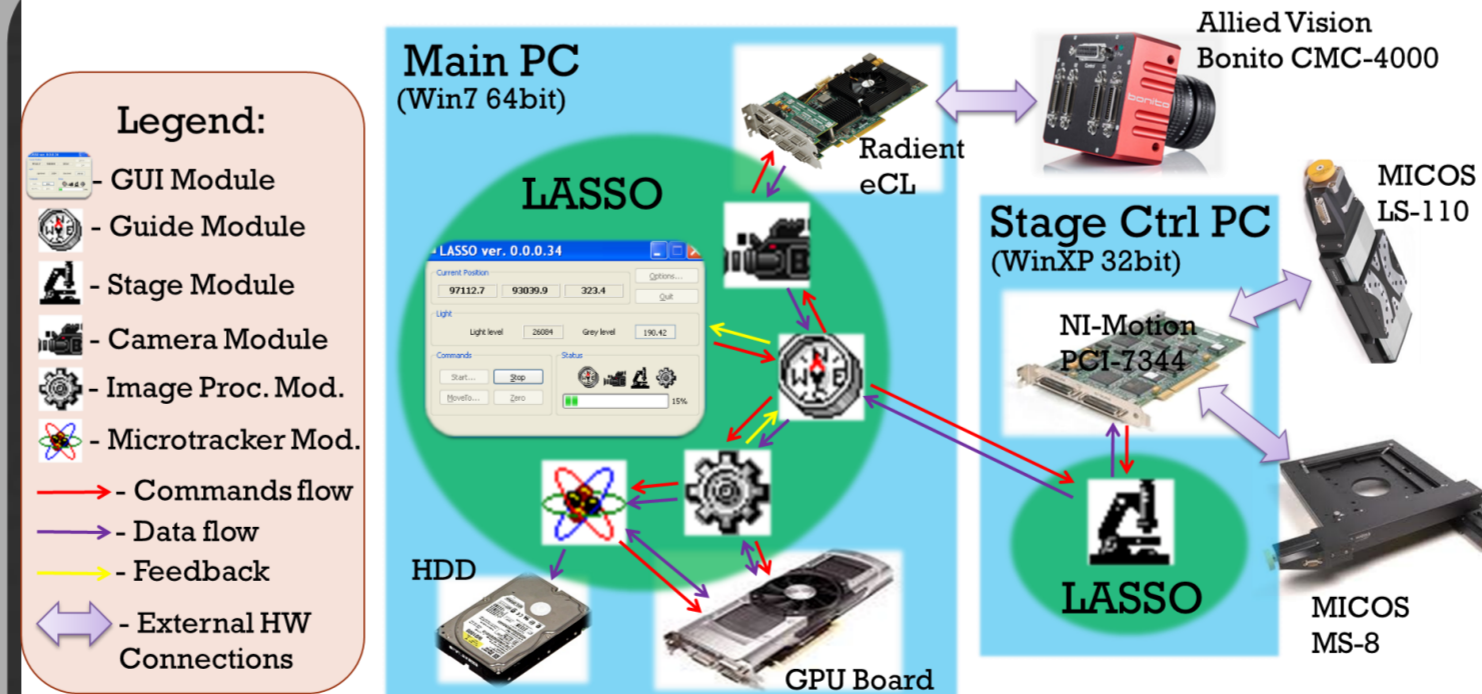 Legend:
- GUI Module
- Guide Module
- Stage Module
- Camera Module
- Image Proc. Mod.
- Microtracker Mod.
- Commands flow
- Data flow
- Feedback
- External HW
Connections
Main PC
(Win7 64bit)
LASSO
LASSO ver. 0.0.0.34
Current Position
Options...
97112.7 93039.9 323.4
Quit
Light
Light level 26084 Grey level 190.42
Commands Status
Start... Stop
MoveTo... Zero 15%
Radient
eCL
Allied Vision
Bonito CMC-4000
bonito
HDD
GPU Board
Stage Ctrl PC
(WinXP 32bit)
NI-Motion
PCI-7344
LASSO
MICOS
LS-110
MICOS
MS-8
N
W E
S